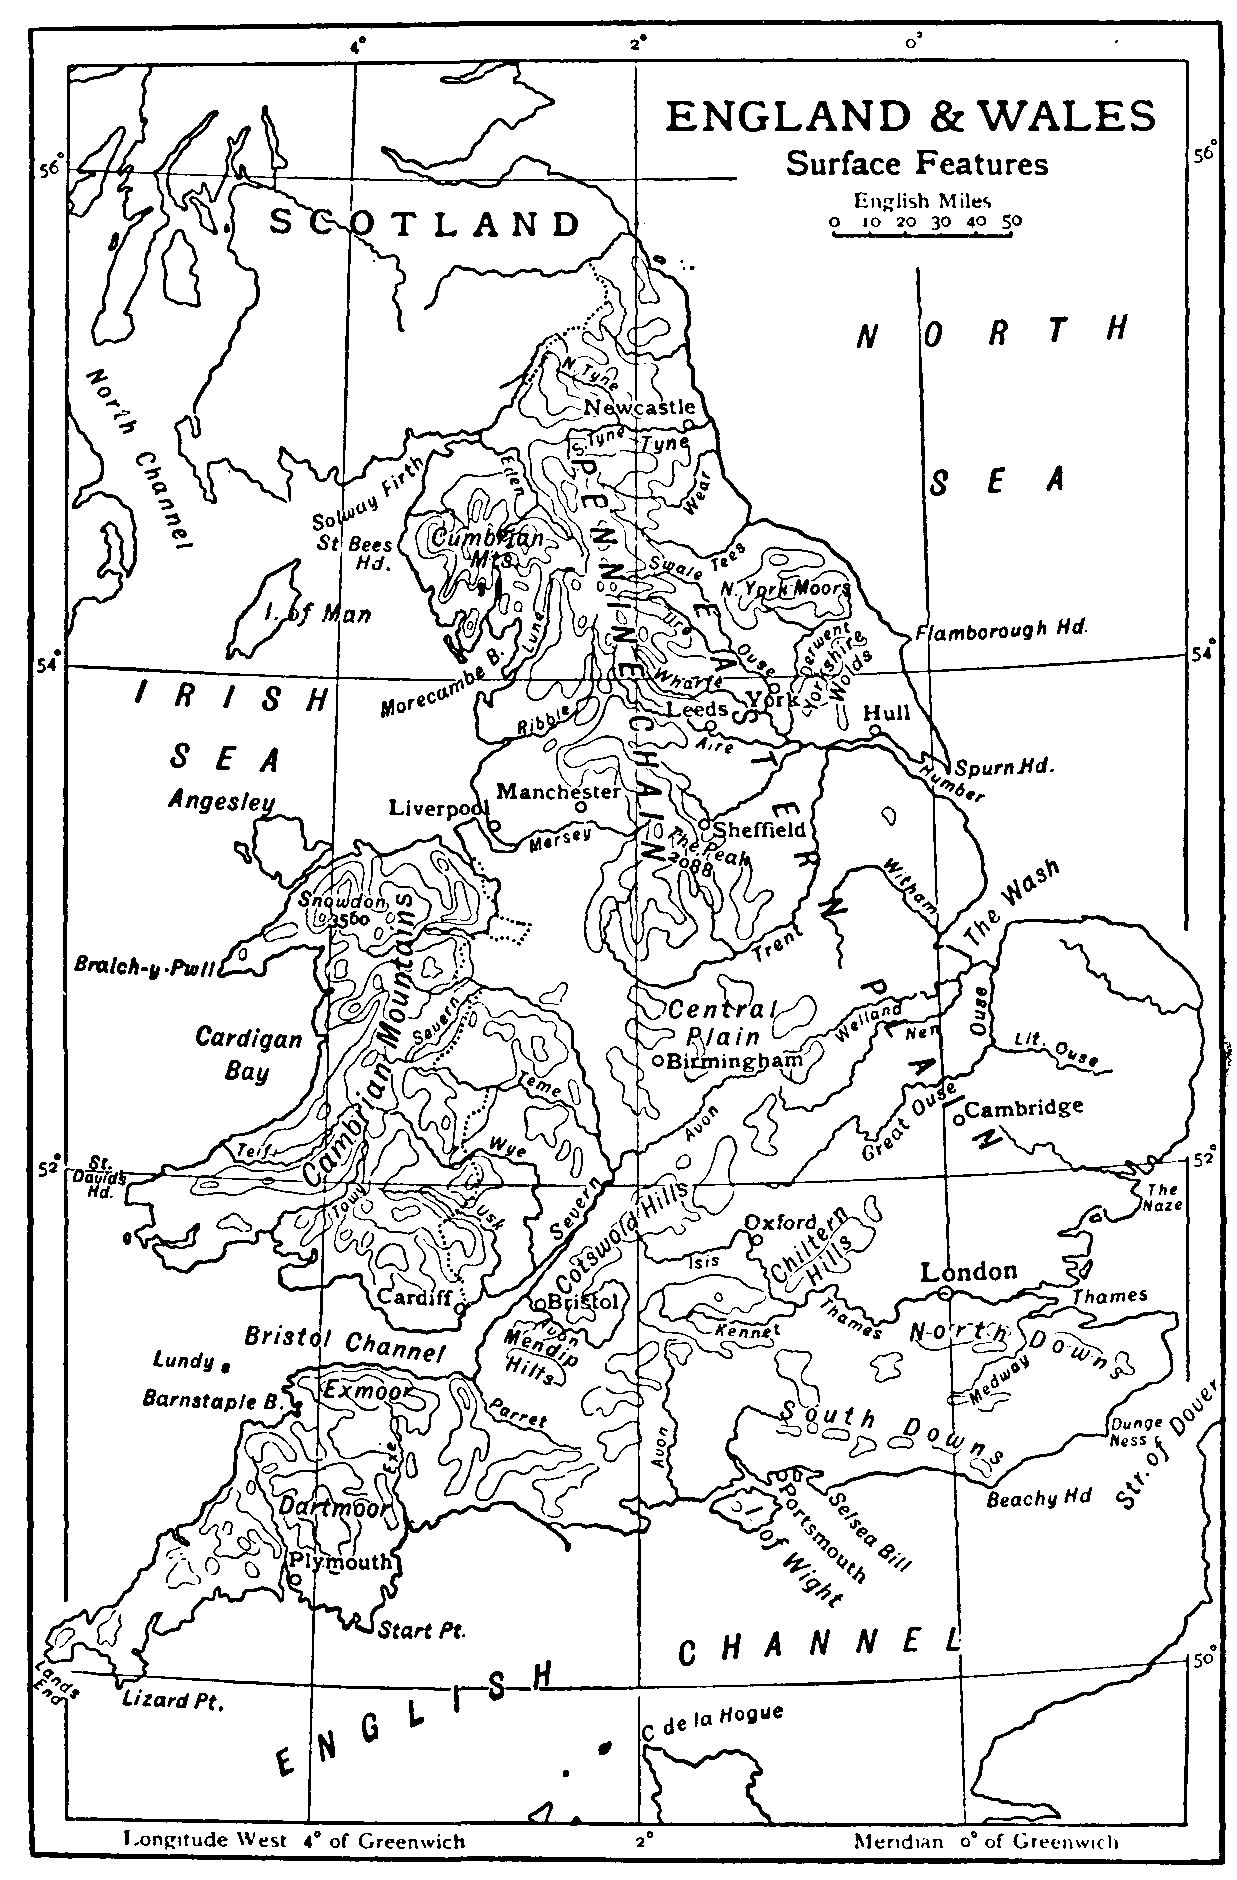 4° 2° 0°
ENGLAND & WALES
Surface Features
English Miles
0 10 20 30 40 50
56° 56°
SCOTLAND
NORTH
SEA
North Channel
N. Tyne
Newcastle
S. Tyne
Tyne
Wear
Eden
Solway Firth
St Bees
Hd.
Cumbrian
Mts.
PENNINE CHAIN
Swale
Tees
N. York Moors
I. of Man
Lune
Ure
Ouse
Derwent
Yorkshire
Wolds
Flamborough Hd.
54° 54°
IRISH
SEA
Morecambe B.
Wharfe
Leeds
York
Hull
Ribble
Aire
Spurn Hd.
Humber
EASTERN PLAIN
Angesley
Liverpool
Manchester
Mersey
Sheffield
The Peak
2088
Snowdon
3560
Witham
The Wash
Trent
Bralch-y-Pwll
Cambrian Mountains
Cardigan
Bay
Severn
Central
Plain
Birmingham
Welland
Nen
Ouse
Lit. Ouse
Teme
Avon
Great Ouse
Cambridge
Teifi
Wye
52° 52°
St.
David's
Hd.
Towy
Usk
Severn
Cotswold Hills
The
Naze
Oxford
Isis
Chiltern
Hills
London
Thames
Thames
Cardiff
Bristol
Avon
Mendip
Hills
Kennet
North Downs
Medway
Bristol Channel
Lundy
Barnstaple B.
Exmoor
Parret
Exe
Avon
South Downs
Dunge
Ness
Str. of Dover
Dartmoor
Plymouth
Portsmouth
Selsea Bill
I. of Wight
Beachy Hd
Start Pt.
Lands
End
Lizard Pt.
ENGLISH CHANNEL
50°
C de la Hogue
Longitude West 4° of Greenwich 2° Meridian 0° of Greenwich